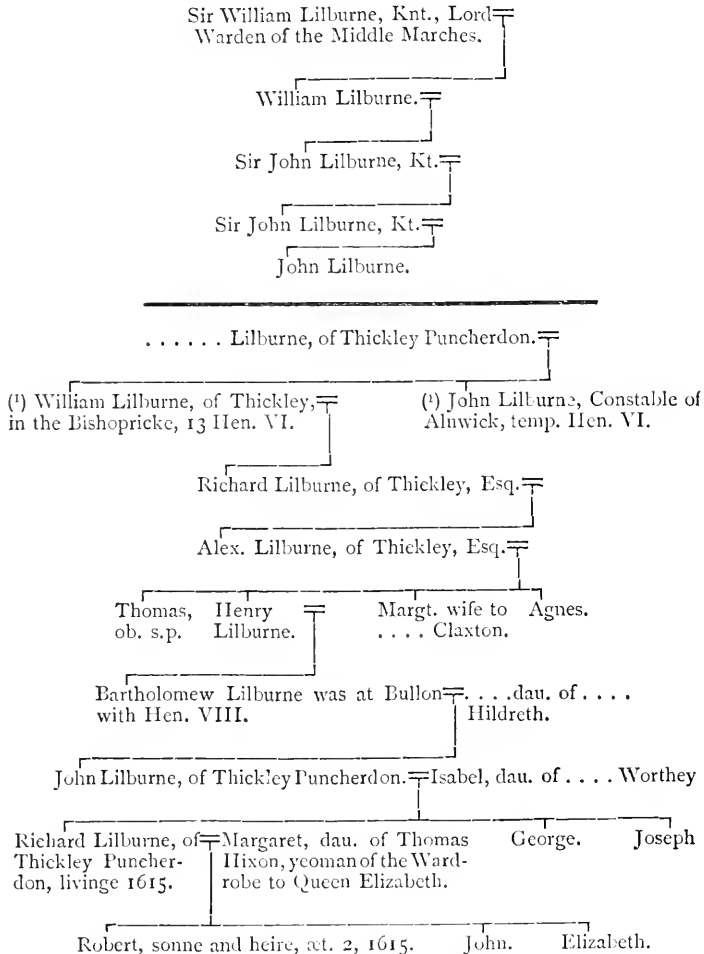 Sir William Lilburne, Knt., Lord
Warden of the Middle Marches.
William Lilburne.
Sir John Lilburne, Kt.
Sir John Lilburne, Kt.
John Lilburne.
. . . . . . Lilburne, of Thickley Puncherdon.
(¹) William Lilburne, of Thickley,
in the Bishopricke, 13 Hen. VI.
(¹) John Lilburne, Constable of
Alnwick, temp. Hen. VI.
Richard Lilburne, of Thickley, Esq.
Alex. Lilburne, of Thickley, Esq.
Thomas,
ob. s.p.
Henry
Lilburne.
Margt. wife to
. . . . Claxton.
Agnes.
Bartholomew Lilburne was at Bullon
with Hen. VIII.
. . . . dau. of . . . .
Hildreth.
John Lilburne, of Thickley Puncherdon.
Isabel, dau. of . . . . Worthey
Richard Lilburne, of
Thickley Puncher-
don, livinge 1615.
Margaret, dau. of Thomas
Hixon, yeoman of the Ward-
robe to Queen Elizabeth.
George.
Joseph
Robert, sonne and heire, æt. 2, 1615.
John.
Elizabeth.